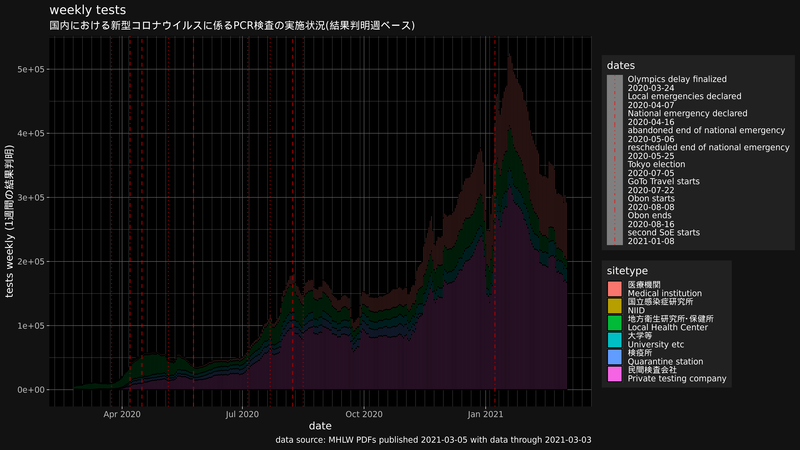 weekly tests
国内における新型コロナウイルスに係るPCR検査の実施状況(結果判明週ベース)
tests weekly (1週間の結果判明)
5e+05
4e+05
3e+05
2e+05
1e+05
0e+00
Apr 2020
Jul 2020
Oct 2020
Jan 2021
date
data source: MHLW PDFs published 2021-03-05 with data through 2021-03-03
dates
Olympics delay finalized
2020-03-24
Local emergencies declared
2020-04-07
National emergency declared
2020-04-16
abandoned end of national emergency
2020-05-06
rescheduled end of national emergency
2020-05-25
Tokyo election
2020-07-05
GoTo Travel starts
2020-07-22
Obon starts
2020-08-08
Obon ends
2020-08-16
second SoE starts
2021-01-08
sitetype
医療機関
Medical institution
国立感染症研究所
NIID
地方衛生研究所･保健所
Local Health Center
大学等
University etc
検疫所
Quarantine station
民間検査会社
Private testing company